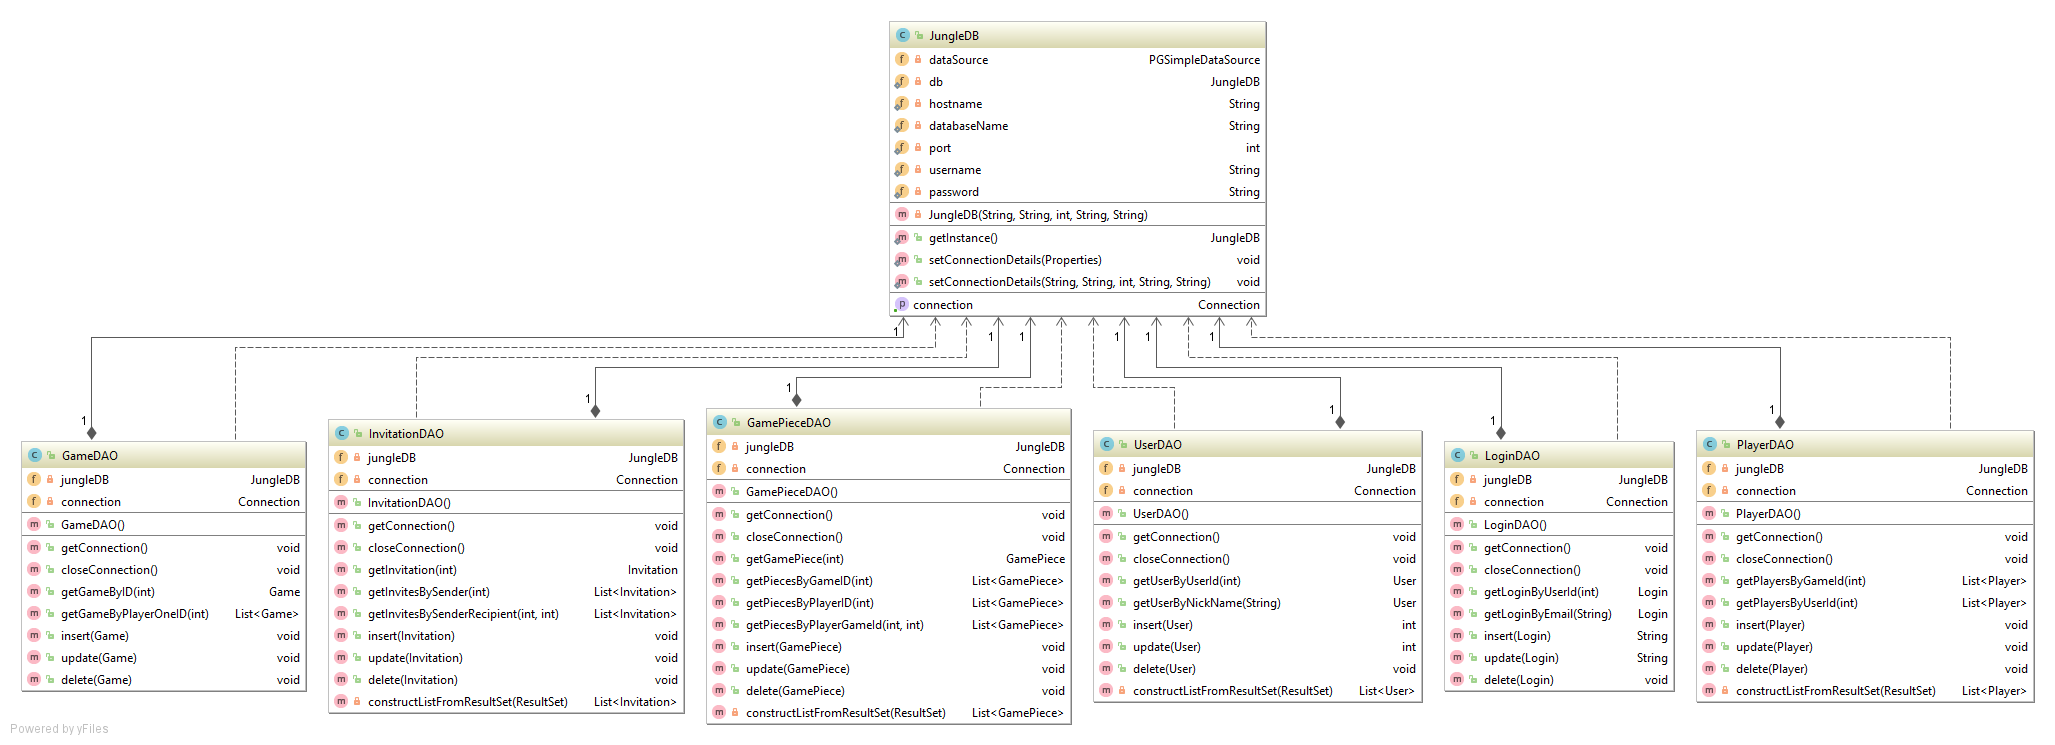 JungleDB
dataSource PGSimpleDataSource
db JungleDB
hostname String
databaseName String
port int
username String
password String
JungleDB(String, String, int, String, String)
getInstance() JungleDB
setConnectionDetails(Properties) void
setConnectionDetails(String, String, int, String, String) void
connection Connection
1 1 1 1 1 1
1
1
1
1
1
1
GameDAO
jungleDB JungleDB
connection Connection
GameDAO()
getConnection() void
closeConnection() void
getGameByID(int) Game
getGameByPlayerOneID(int) List<Game>
insert(Game) void
update(Game) void
delete(Game) void
InvitationDAO
jungleDB JungleDB
connection Connection
InvitationDAO()
getConnection() void
closeConnection() void
getInvitation(int) Invitation
getInvitesBySender(int) List<Invitation>
getInvitesBySenderRecipient(int, int) List<Invitation>
insert(Invitation) void
update(Invitation) void
delete(Invitation) void
constructListFromResultSet(ResultSet) List<Invitation>
GamePieceDAO
jungleDB JungleDB
connection Connection
GamePieceDAO()
getConnection() void
closeConnection() void
getGamePiece(int) GamePiece
getPiecesByGameID(int) List<GamePiece>
getPiecesByPlayerID(int) List<GamePiece>
getPiecesByPlayerGameId(int, int) List<GamePiece>
insert(GamePiece) void
update(GamePiece) void
delete(GamePiece) void
constructListFromResultSet(ResultSet) List<GamePiece>
UserDAO
jungleDB JungleDB
connection Connection
UserDAO()
getConnection() void
closeConnection() void
getUserByUserId(int) User
getUserByNickName(String) User
insert(User) int
update(User) int
delete(User) void
constructListFromResultSet(ResultSet) List<User>
LoginDAO
jungleDB JungleDB
connection Connection
LoginDAO()
getConnection() void
closeConnection() void
getLoginByUserId(int) Login
getLoginByEmail(String) Login
insert(Login) String
update(Login) String
delete(Login) void
PlayerDAO
jungleDB JungleDB
connection Connection
PlayerDAO()
getConnection() void
closeConnection() void
getPlayersByGameId(int) List<Player>
getPlayersByUserId(int) List<Player>
insert(Player) void
update(Player) void
delete(Player) void
constructListFromResultSet(ResultSet) List<Player>
Powered by yFiles